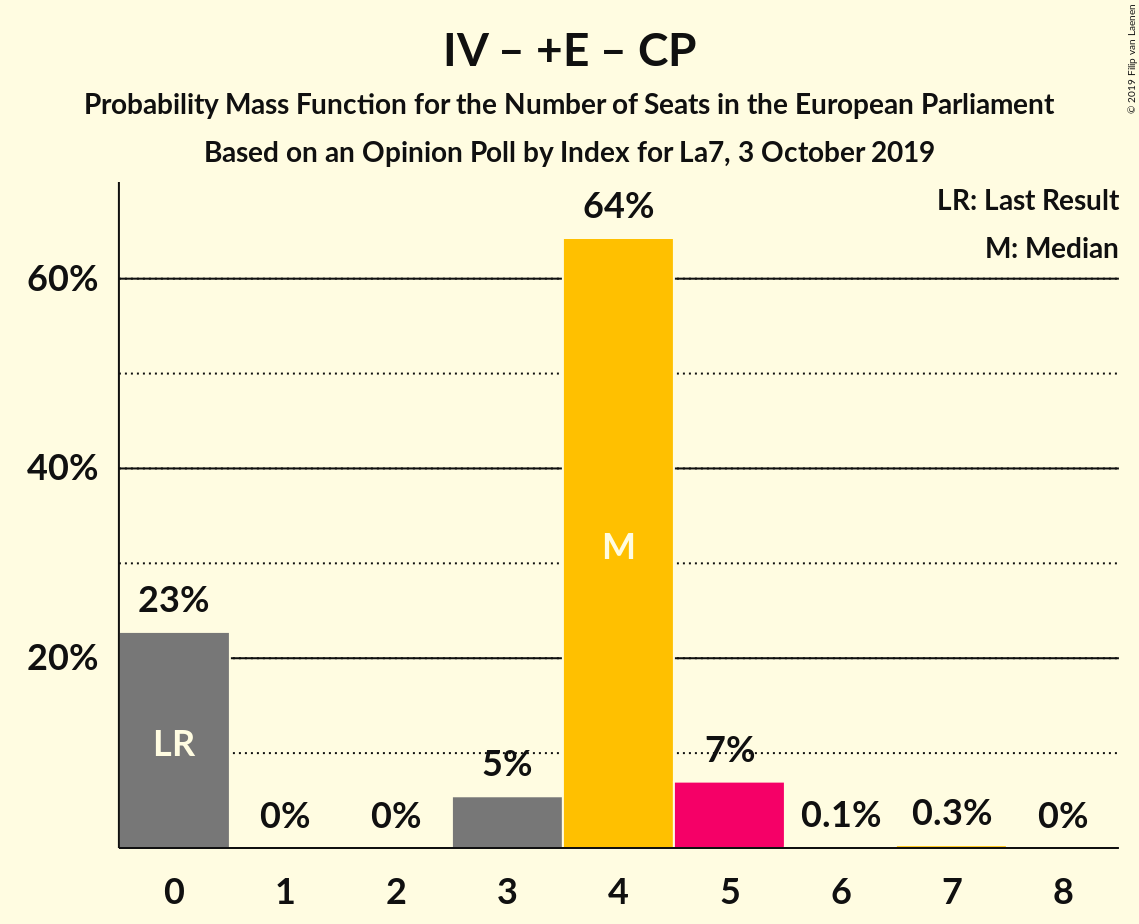 IV – +E – CP
Probability Mass Function for the Number of Seats in the European Parliament
Based on an Opinion Poll by Index for La7, 3 October 2019
© 2019 Filip van Laenen
LR: Last Result
M: Median
64%
60%
40%
M
23%
20%
LR
5%
7%
0%
0%
0.1%
0.3%
0%
0 1 2 3 4 5 6 7 8